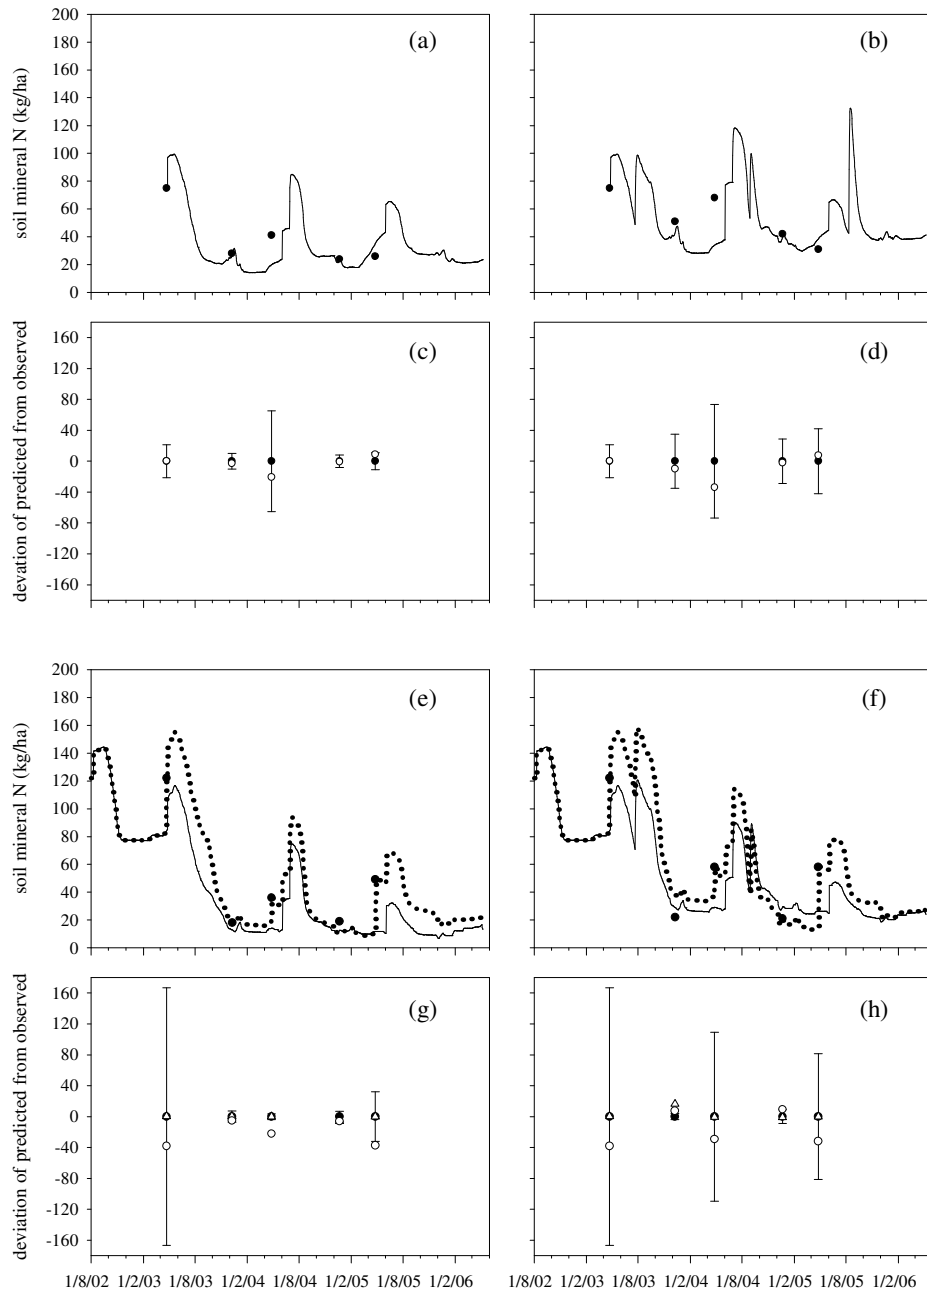 200
180
160
140
120
100
80
60
40
20
0
soil mineral N (kg/ha)
(a)
(b)
160
120
80
40
0
-40
-80
-120
-160
devation of predicted from observed
(c)
(d)
200
180
160
140
120
100
80
60
40
20
0
soil mineral N (kg/ha)
(e)
(f)
160
120
80
40
0
-40
-80
-120
-160
deviation of predicted from observed
(g)
(h)
1/8/02 1/2/03 1/8/03 1/2/04 1/8/04 1/2/05 1/8/05 1/2/06
1/8/02 1/2/03 1/8/03 1/2/04 1/8/04 1/2/05 1/8/05 1/2/06